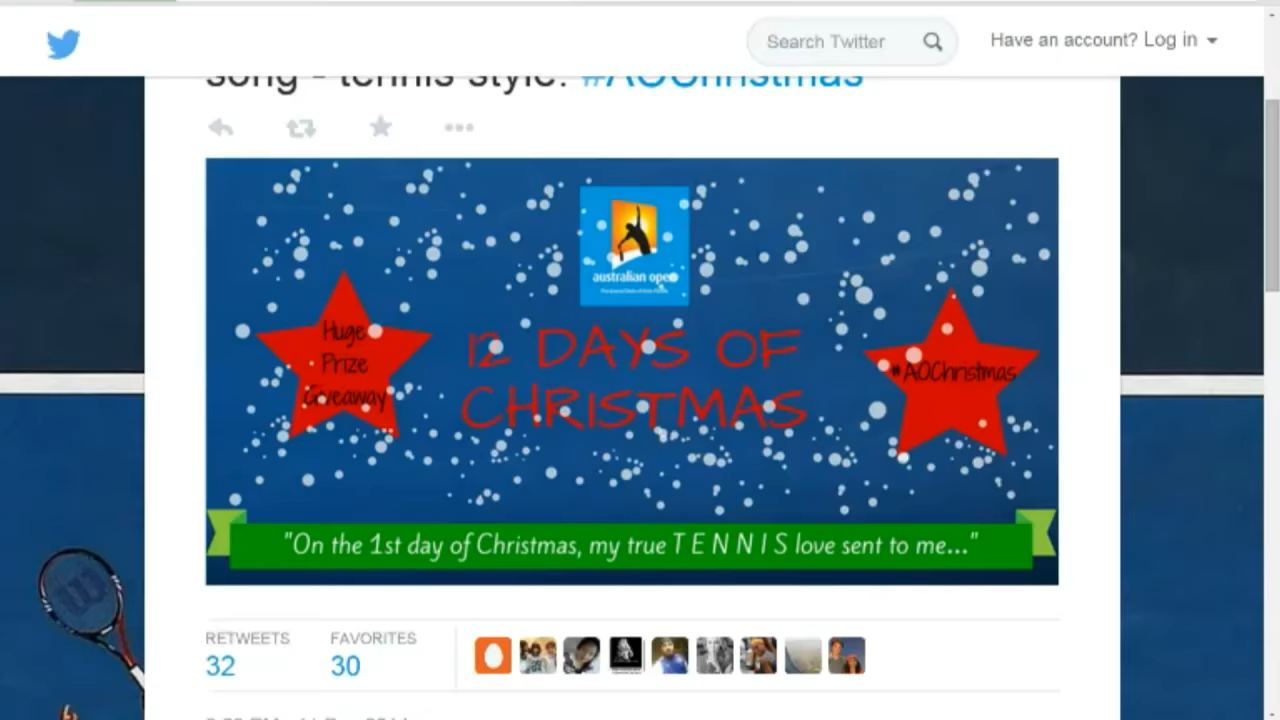 Search Twitter
Have an account? Log in
song - tennis style: #AOChristmas
australian open
Huge
Prize
Giveaway
12 DAYS OF
CHRISTMAS
#AOChristmas
"On the 1st day of Christmas, my true T E N N I S love sent to me..."
RETWEETS
32
FAVORITES
30